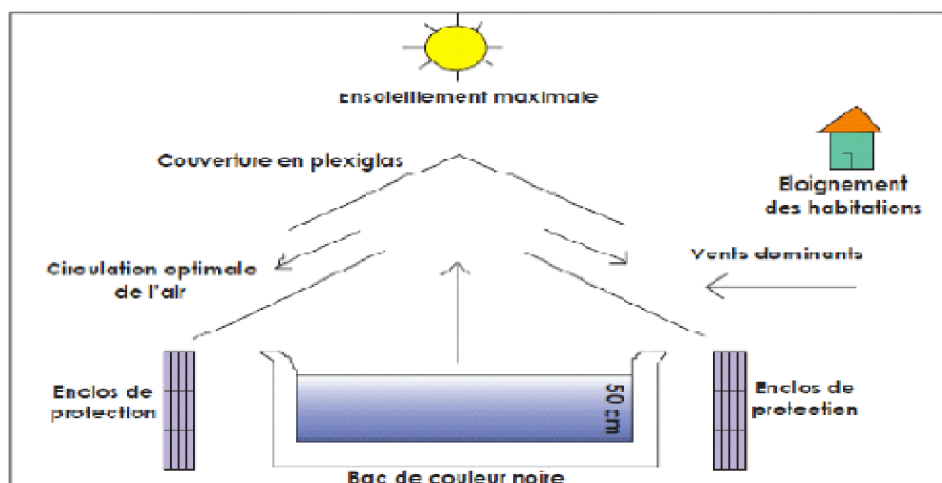 Ensoleillement maximale
Couverture en plexiglas
Eloignement
des habitations
Circulation optimale
de l'air
Vents dominants
Enclos de
protection
50 cm
Enclos de
protection
Bac de couleur noire